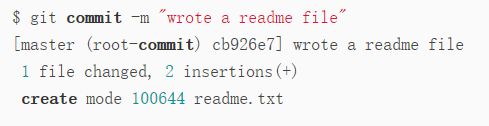 $ git commit -m "wrote a readme file"
[master (root-commit) cb926e7] wrote a readme file
 1 file changed, 2 insertions(+)
 create mode 100644 readme.txt